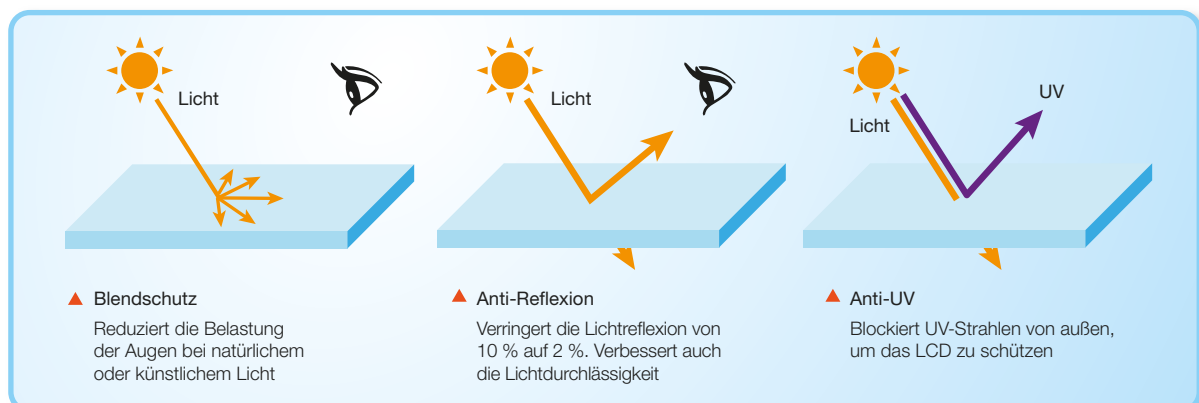 Licht
Blendschutz
Reduziert die Belastung
der Augen bei natürlichem
oder künstlichem Licht
Licht
Anti-Reflexion
Verringert die Lichtreflexion von
10 % auf 2 %. Verbessert auch
die Lichtdurchlässigkeit
Licht
UV
Anti-UV
Blockiert UV-Strahlen von außen,
um das LCD zu schützen